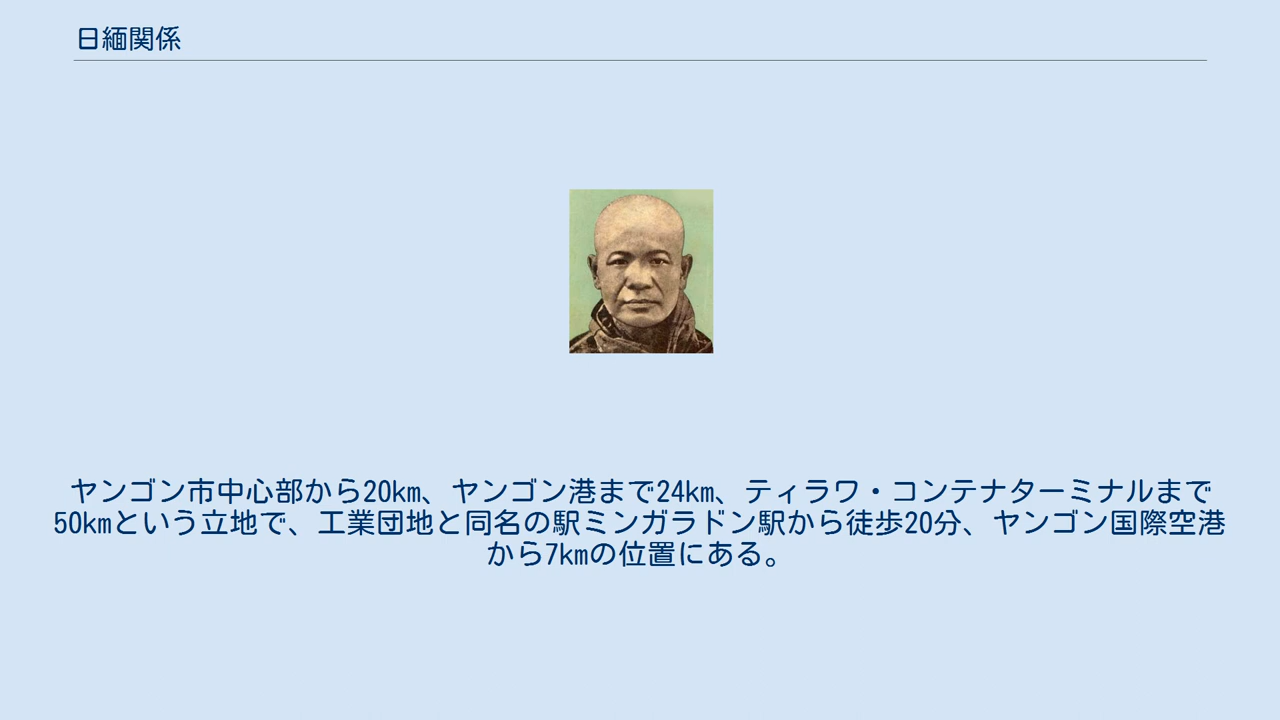 日緬関係
ヤンゴン市中心部から20km、ヤンゴン港まで24km、ティラワ・コンテナターミナルまで
50kmという立地で、工業団地と同名の駅ミンガラドン駅から徒歩20分、ヤンゴン国際空港
から7kmの位置にある。